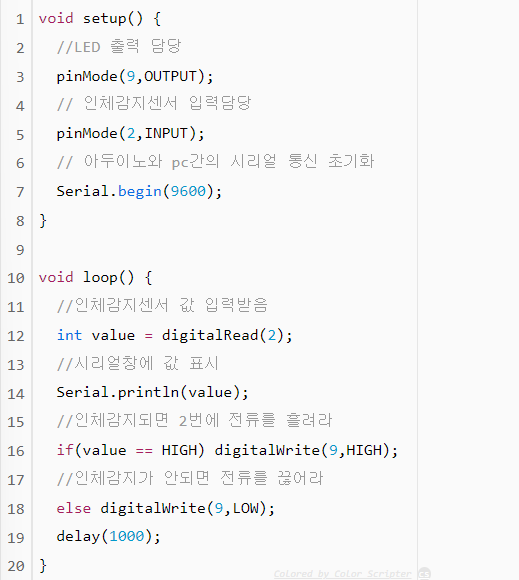 1 void setup() {
2 //LED 출력 담당
3 pinMode(9,OUTPUT);
4 // 인체감지센서 입력담당
5 pinMode(2,INPUT);
6 // 아두이노와 pc간의 시리얼 통신 초기화
7 Serial.begin(9600);
8 }
9
10 void loop() {
11 //인체감지센서 값 입력받음
12 int value = digitalRead(2);
13 //시리얼창에 값 표시
14 Serial.println(value);
15 //인체감지되면 2번에 전류를 흘려라
16 if(value == HIGH) digitalWrite(9,HIGH);
17 //인체감지가 안되면 전류를 끊어라
18 else digitalWrite(9,LOW);
19 delay(1000);
20 }
Colored by Color Scripter cs